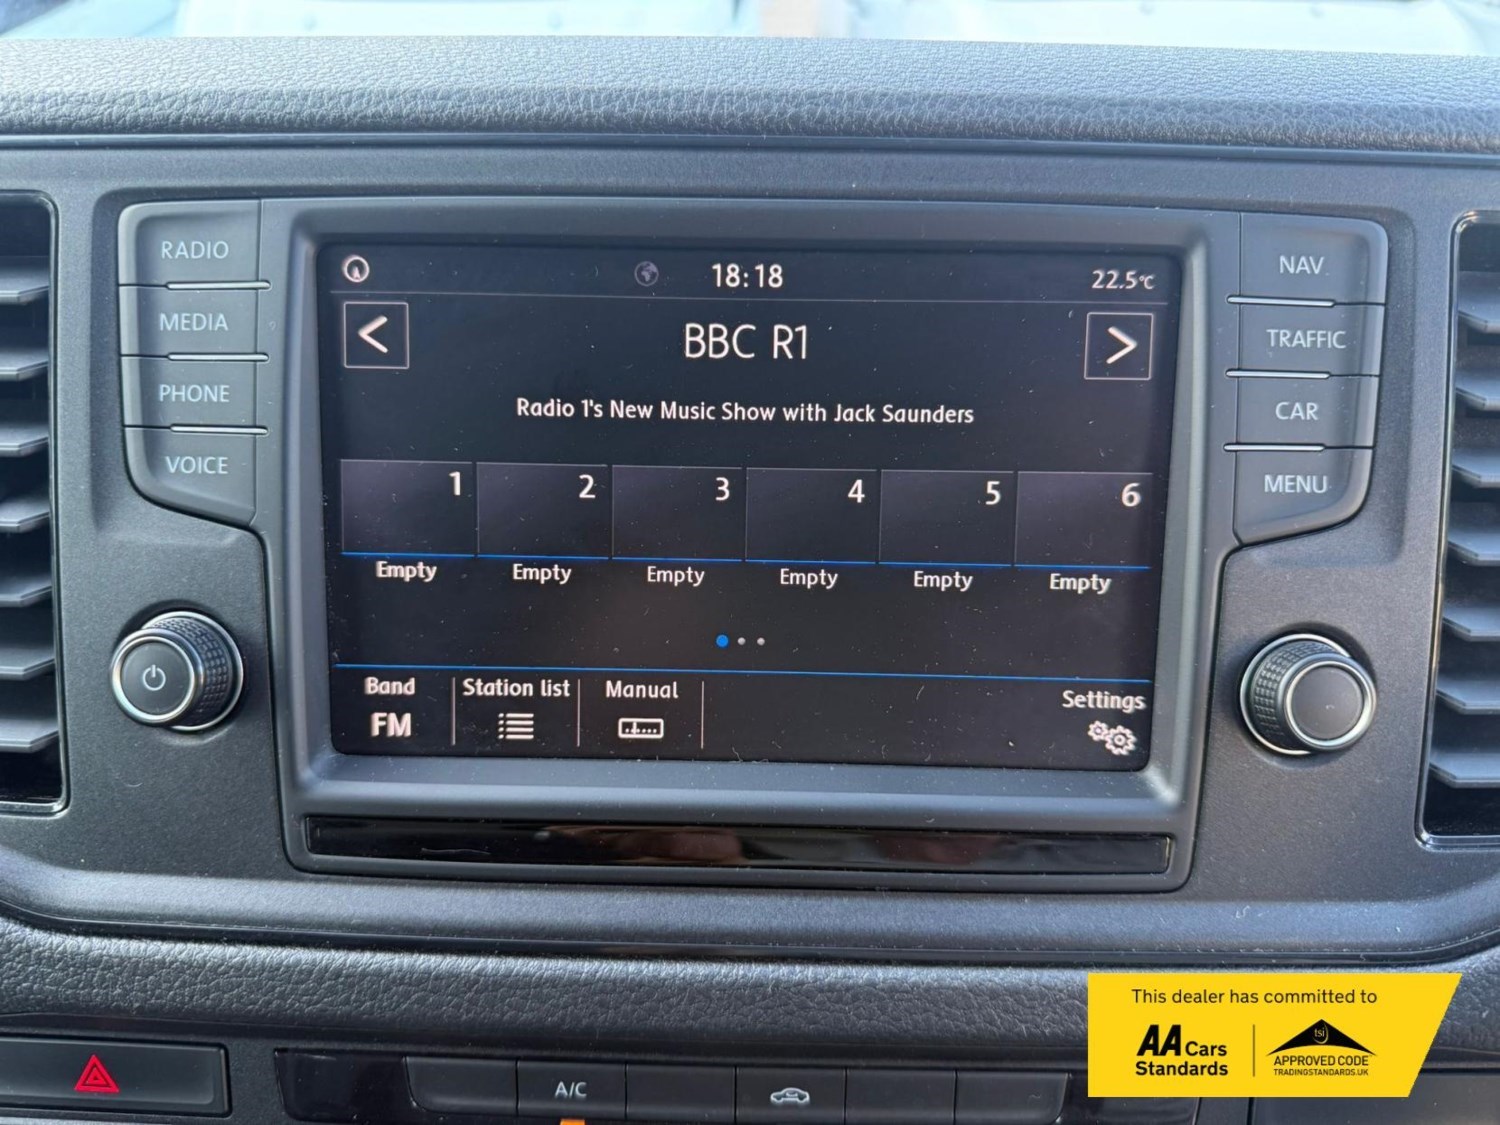 RADIO
MEDIA
PHONE
VOICE
18:18
22.5°C
<
BBC R1
>
Radio 1's New Music Show with Jack Saunders
1 2 3 4 5 6
Empty Empty Empty Empty Empty Empty
Band Station list Manual Settings
FM
NAV
TRAFFIC
CAR
MENU
A/C
This dealer has committed to
AA Cars
Standards
tsi
APPROVED CODE
TRADINGSTANDARDS.UK